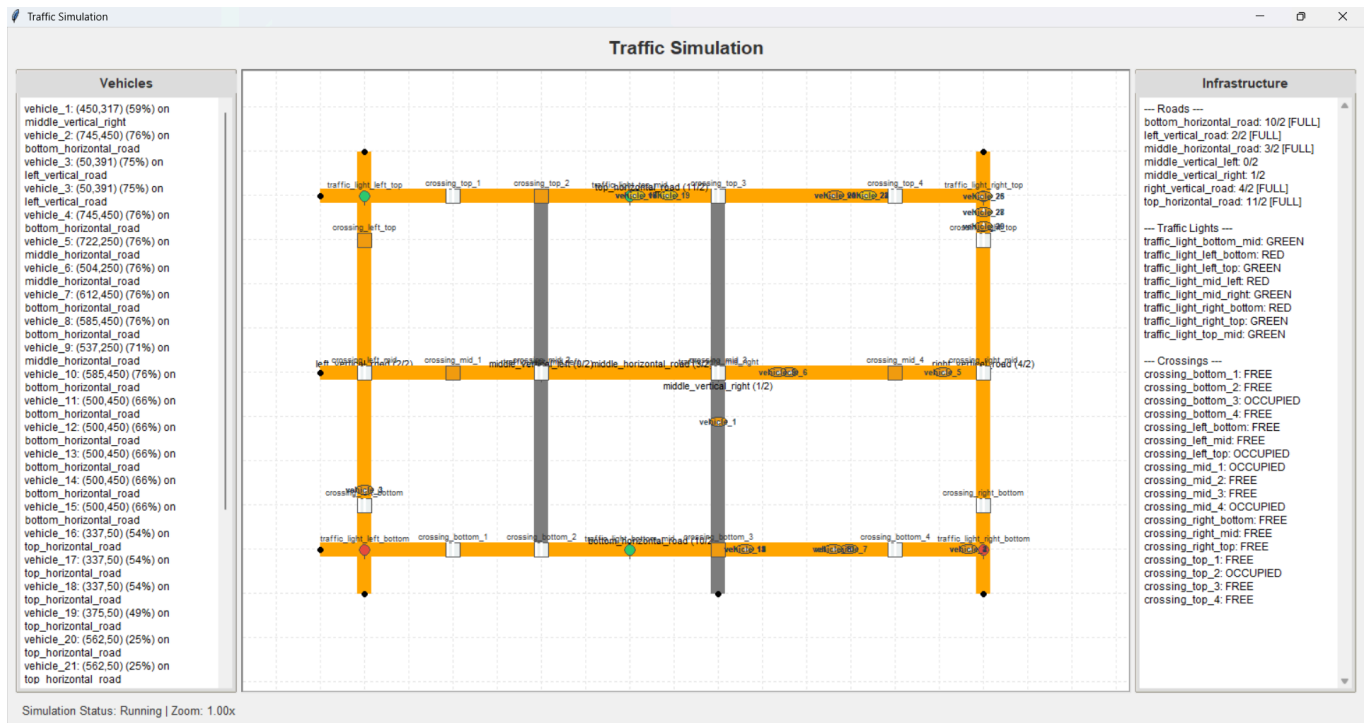 Traffic Simulation
Traffic Simulation
Vehicles
vehicle_1: (450,317) (59%) on
middle_vertical_right
vehicle_2: (745,450) (76%) on
bottom_horizontal_road
vehicle_3: (50,391) (75%) on
left_vertical_road
vehicle_3: (50,391) (75%) on
left_vertical_road
vehicle_4: (745,450) (76%) on
bottom_horizontal_road
vehicle_5: (722,250) (76%) on
middle_horizontal_road
vehicle_6: (504,250) (76%) on
middle_horizontal_road
vehicle_7: (612,450) (76%) on
bottom_horizontal_road
vehicle_8: (585,450) (76%) on
bottom_horizontal_road
vehicle_9: (537,250) (71%) on
middle_horizontal_road
vehicle_10: (585,450) (76%) on
bottom_horizontal_road
vehicle_11: (500,450) (66%) on
bottom_horizontal_road
vehicle_12: (500,450) (66%) on
bottom_horizontal_road
vehicle_13: (500,450) (66%) on
bottom_horizontal_road
vehicle_14: (500,450) (66%) on
bottom_horizontal_road
vehicle_15: (500,450) (66%) on
bottom_horizontal_road
vehicle_16: (337,50) (54%) on
top_horizontal_road
vehicle_17: (337,50) (54%) on
top_horizontal_road
vehicle_18: (337,50) (54%) on
top_horizontal_road
vehicle_19: (375,50) (49%) on
top_horizontal_road
vehicle_20: (562,50) (25%) on
top_horizontal_road
vehicle_21: (562,50) (25%) on
top_horizontal_road
traffic_light_left_top
crossing_top_1
crossing_top_2
top_horizontal_road (11/2)
crossing_top_3
crossing_top_4
traffic_light_right_top
crossing_left_top
crossing_mid_1
middle_horizontal_road (3/2)
crossing_mid_4
vehicle_6
vehicle_5
middle_vertical_right (1/2)
vehicle_1
crossing_right_bottom
traffic_light_left_bottom
crossing_bottom_1
crossing_bottom_2
crossing_bottom_3
crossing_bottom_4
traffic_light_right_bottom
Infrastructure
--- Roads ---
bottom_horizontal_road: 10/2 [FULL]
left_vertical_road: 2/2 [FULL]
middle_horizontal_road: 3/2 [FULL]
middle_vertical_left: 0/2
middle_vertical_right: 1/2
right_vertical_road: 4/2 [FULL]
top_horizontal_road: 11/2 [FULL]
--- Traffic Lights ---
traffic_light_bottom_mid: GREEN
traffic_light_left_bottom: RED
traffic_light_left_top: GREEN
traffic_light_mid_left: RED
traffic_light_mid_right: GREEN
traffic_light_right_bottom: RED
traffic_light_right_top: GREEN
traffic_light_top_mid: GREEN
--- Crossings ---
crossing_bottom_1: FREE
crossing_bottom_2: FREE
crossing_bottom_3: OCCUPIED
crossing_bottom_4: FREE
crossing_left_bottom: FREE
crossing_left_mid: FREE
crossing_left_top: OCCUPIED
crossing_mid_1: OCCUPIED
crossing_mid_2: FREE
crossing_mid_3: FREE
crossing_mid_4: OCCUPIED
crossing_right_bottom: FREE
crossing_right_mid: FREE
crossing_right_top: FREE
crossing_top_1: FREE
crossing_top_2: OCCUPIED
crossing_top_3: FREE
crossing_top_4: FREE
Simulation Status: Running | Zoom: 1.00x